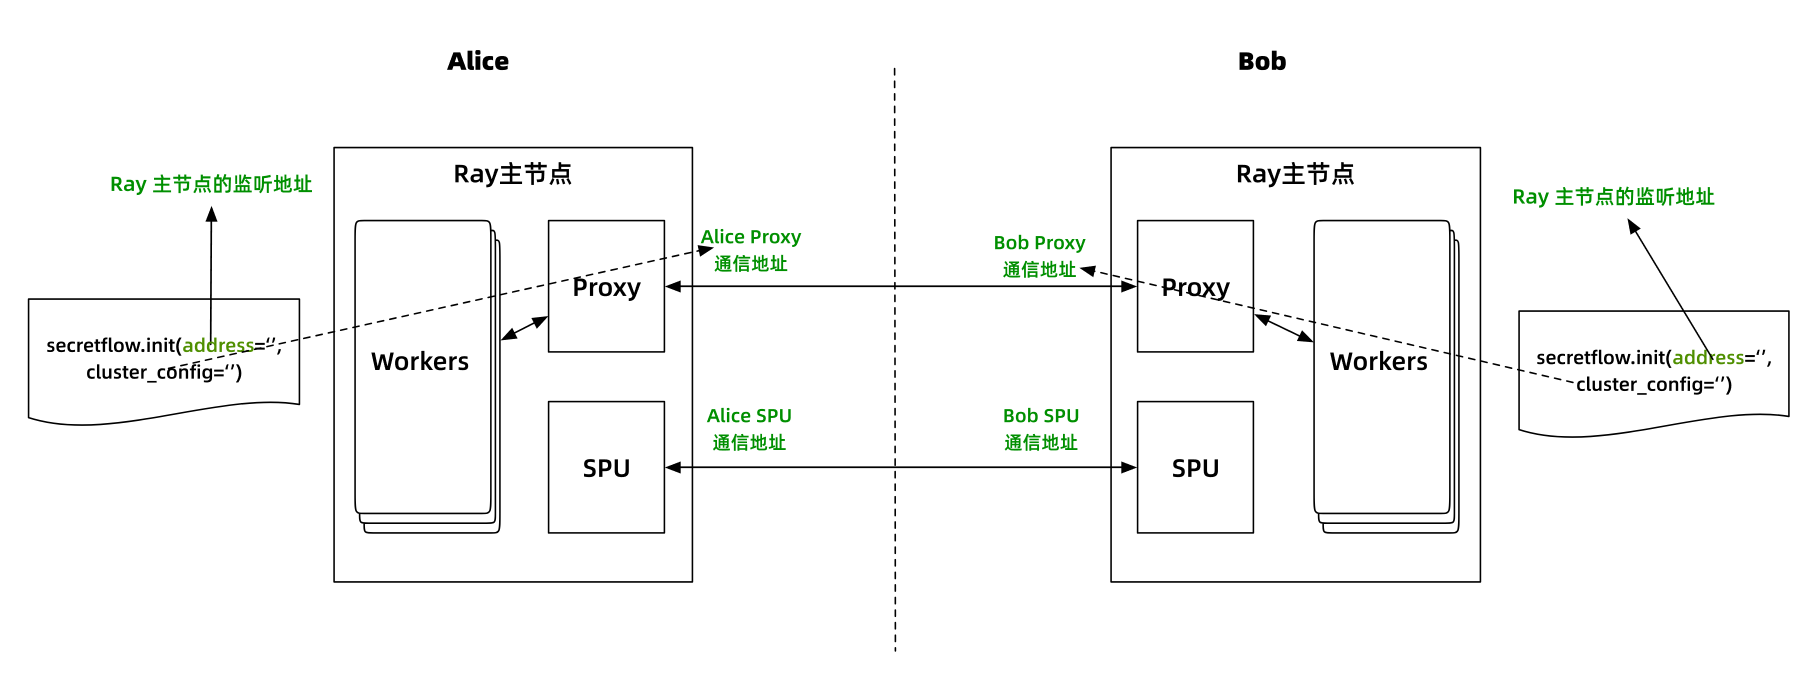 Alice
Bob
Ray主节点
Ray主节点
Ray 主节点的监听地址
Ray 主节点的监听地址
Alice Proxy
通信地址
Bob Proxy
通信地址
Proxy
Proxy
secretflow.init(address=‘’,
cluster_config=‘’)
Workers
Workers
secretflow.init(address=‘’,
cluster_config=‘’)
Alice SPU
通信地址
Bob SPU
通信地址
SPU
SPU